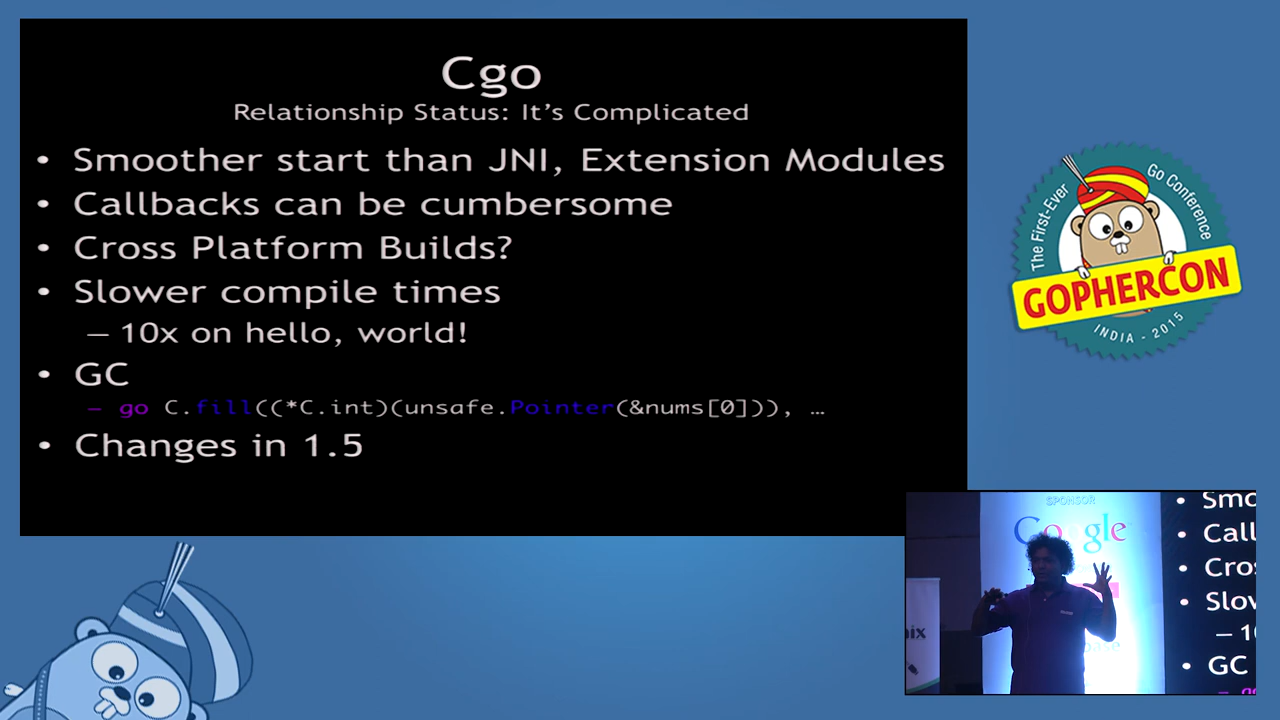 Cgo
Relationship Status: It's Complicated
• Smoother start than JNI, Extension Modules
• Callbacks can be cumbersome
• Cross Platform Builds?
• Slower compile times
– 10x on hello, world!
• GC
– go C.fill((*C.int)(unsafe.Pointer(&nums[0])), …
• Changes in 1.5
The First-Ever Go Conference
GOPHERCON
INDIA - 2015
SPONSOR
Google
• Smo
• Call
• Cros
• Slov
– 1
• GC
– go